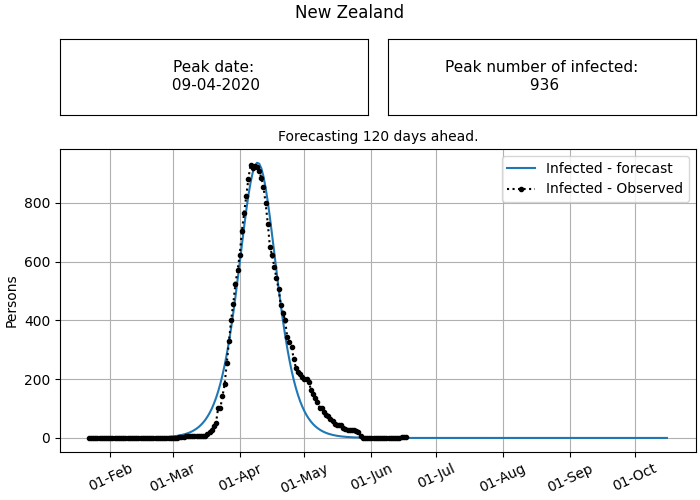 New Zealand
Peak date:
09-04-2020
Peak number of infected:
936
Forecasting 120 days ahead.
Infected - forecast
Infected - Observed
Persons
800
600
400
200
0
01-Feb
01-Mar
01-Apr
01-May
01-Jun
01-Jul
01-Aug
01-Sep
01-Oct